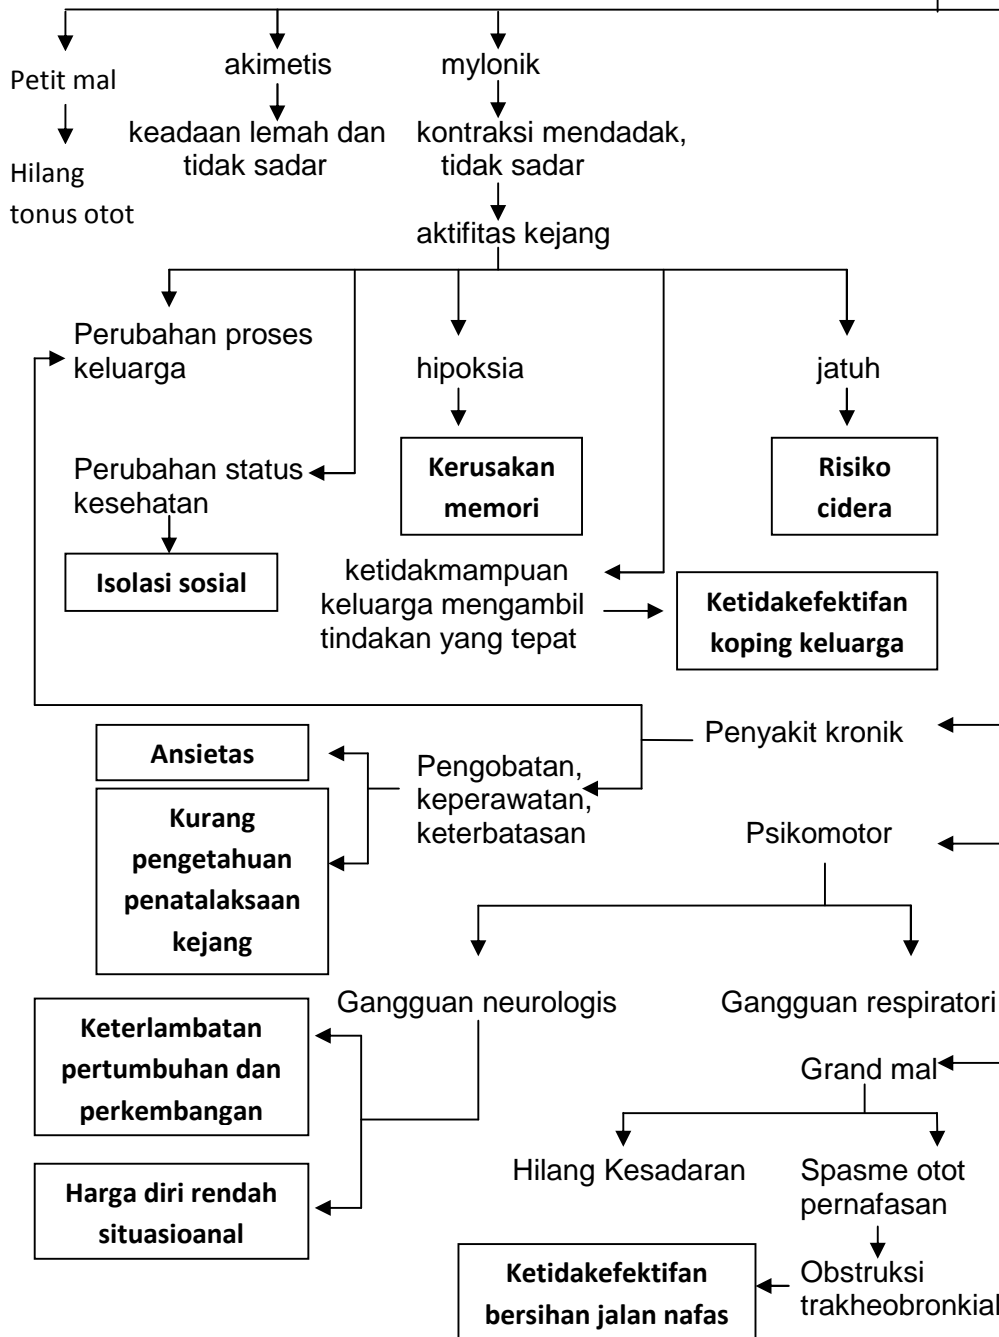 Petit mal
akimetis
mylonik
keadaan lemah dan
tidak sadar
kontraksi mendadak,
tidak sadar
Hilang
tonus otot
aktifitas kejang
Perubahan proses
keluarga
hipoksia
jatuh
Kerusakan
memori
Risiko
cidera
Perubahan status
kesehatan
Isolasi sosial
ketidakmampuan
keluarga mengambil
tindakan yang tepat
Ketidakefektifan
koping keluarga
Penyakit kronik
Ansietas
Pengobatan,
keperawatan,
keterbatasan
Kurang
pengetahuan
penatalaksaan
kejang
Psikomotor
Gangguan neurologis
Gangguan respiratori
Keterlambatan
pertumbuhan dan
perkembangan
Grand mal
Hilang Kesadaran
Spasme otot
pernafasan
Harga diri rendah
situasioanal
Ketidakefektifan
bersihan jalan nafas
Obstruksi
trakheobronkial